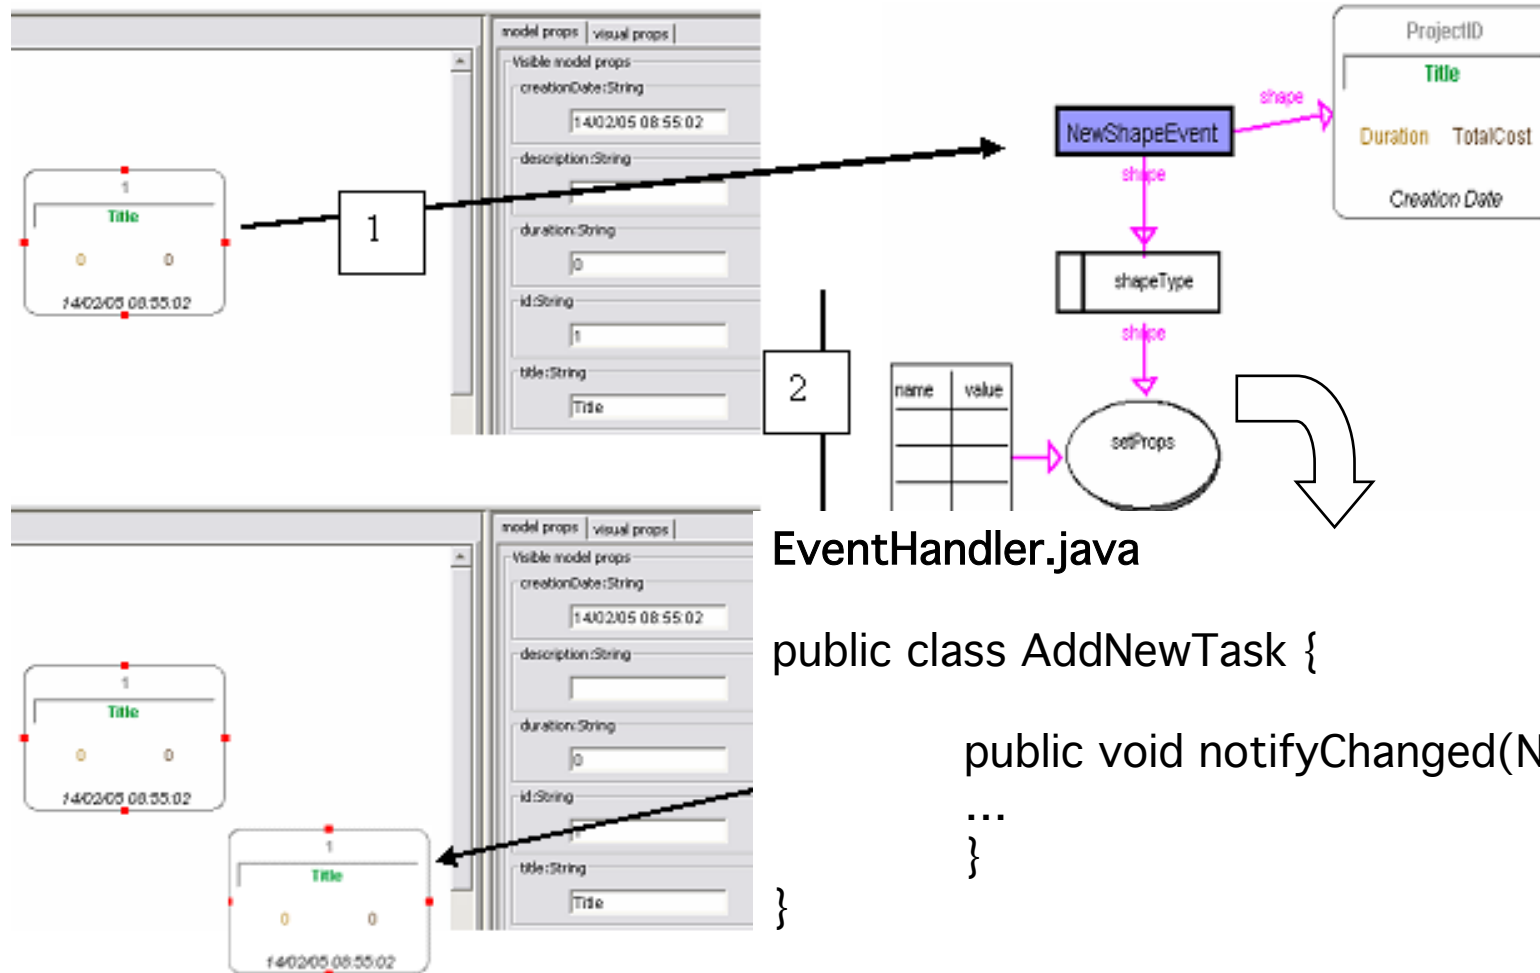 model props visual props
Visible model props
creationDate:String
14/02/05 08:55:02
description:String
duration:String
0
id:String
1
title:String
Title
1
Title
0 0
14/02/05 08:55:02
1
ProjectID
Title
Duration TotalCost
Creation Date
shape
NewShapeEvent
shape
shapeType
shape
2
name value
setProps
model props visual props
Visible model props
creationDate:String
14/02/05 08:55:02
description:String
duration:String
0
id:String
title:String
Title
1
Title
0 0
14/02/05 08:55:02
1
Title
0 0
14/02/05 08:55:02
EventHandler.java
public class AddNewTask {
public void notifyChanged(N
...
}
}